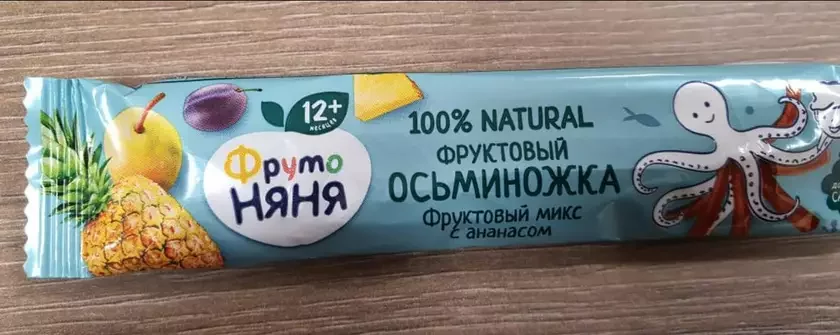 12+
месяцев
Фруто
НЯНЯ
100% NATURAL
ФРУКТОВЫЙ
ОСЬМИНОЖКА
Фруктовый микс
с ананасом